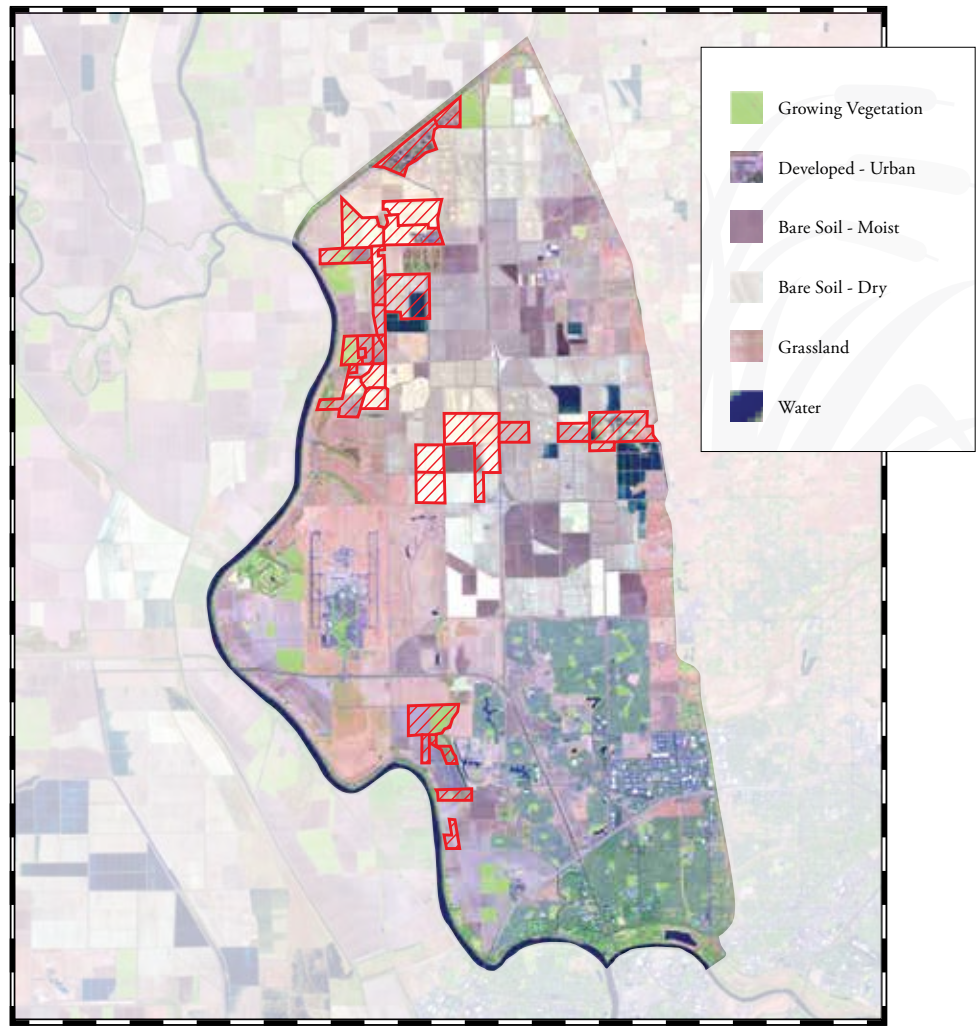 Growing Vegetation
Developed - Urban
Bare Soil - Moist
Bare Soil - Dry
Grassland
Water